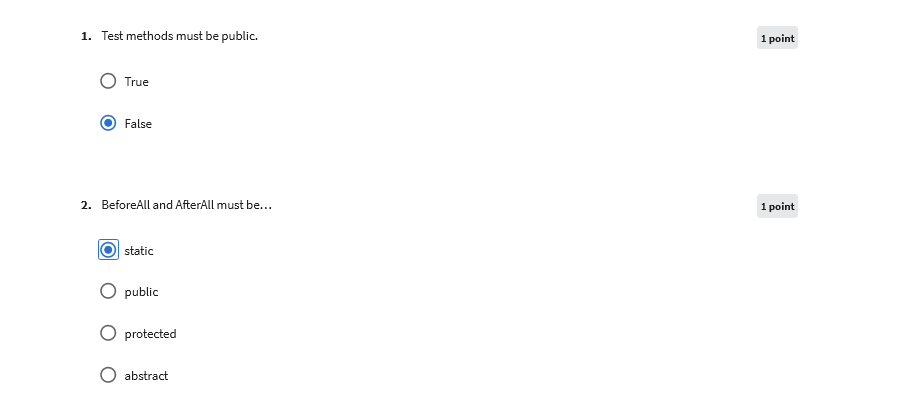 1. Test methods must be public.
1 point
True
False
2. BeforeAll and AfterAll must be...
1 point
static
public
protected
abstract